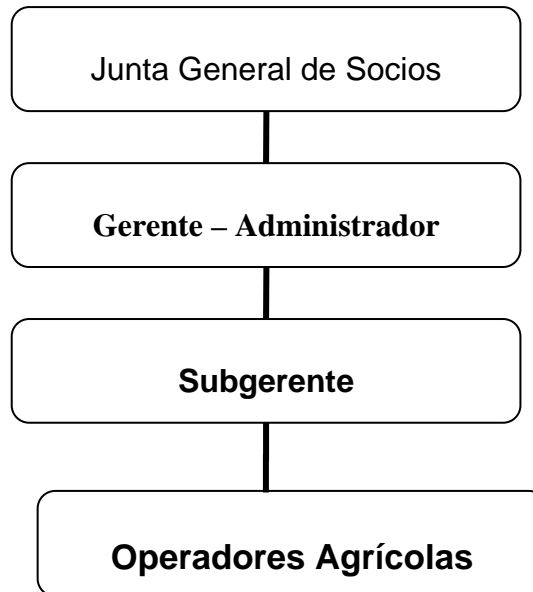 Junta General de Socios
Gerente – Administrador
Subgerente
Operadores Agrícolas